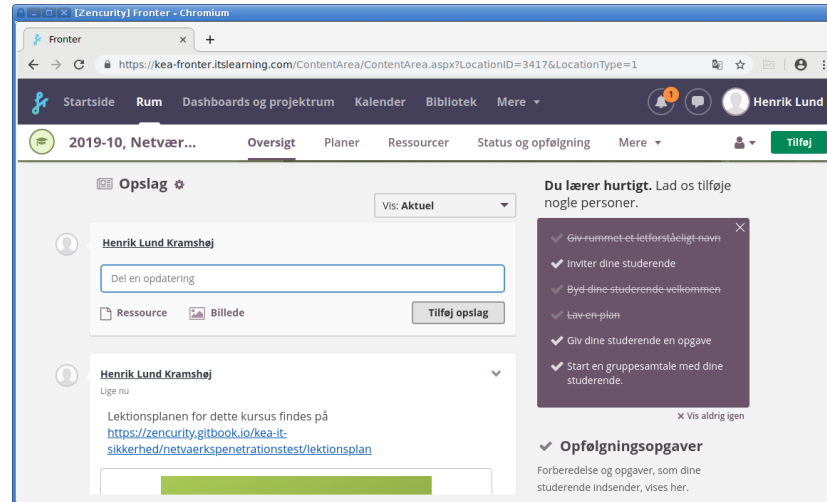 [Zencurity] Fronter - Chromium
Fronter
https://kea-fronter.itslearning.com/ContentArea/ContentArea.aspx?LocationID=3417&LocationType=1
Startside Rum Dashboards og projektrum Kalender Bibliotek Mere 1 Henrik Lund
2019-10, Netvær... Oversigt Planer Ressourcer Status og opfølgning Mere Tilføj
Opslag
Vis: Aktuel
Henrik Lund Kramshøj
Del en opdatering
Ressource Billede Tilføj opslag
Henrik Lund Kramshøj
Lige nu
Lektionsplanen for dette kursus findes på
https://zencurity.gitbook.io/kea-it-
sikkerhed/netvaerkspenetrationstest/lektionsplan
Du lærer hurtigt. Lad os tilføje
nogle personer.
Giv rummet et letforståeligt navn
Inviter dine studerende
Byd dine studerende velkommen
Lav en plan
Giv dine studerende en opgave
Start en gruppesamtale med dine
studerende.
Vis aldrig igen
Opfølgningsopgaver
Forberedelse og opgaver, som dine
studerende indsender, vises her.